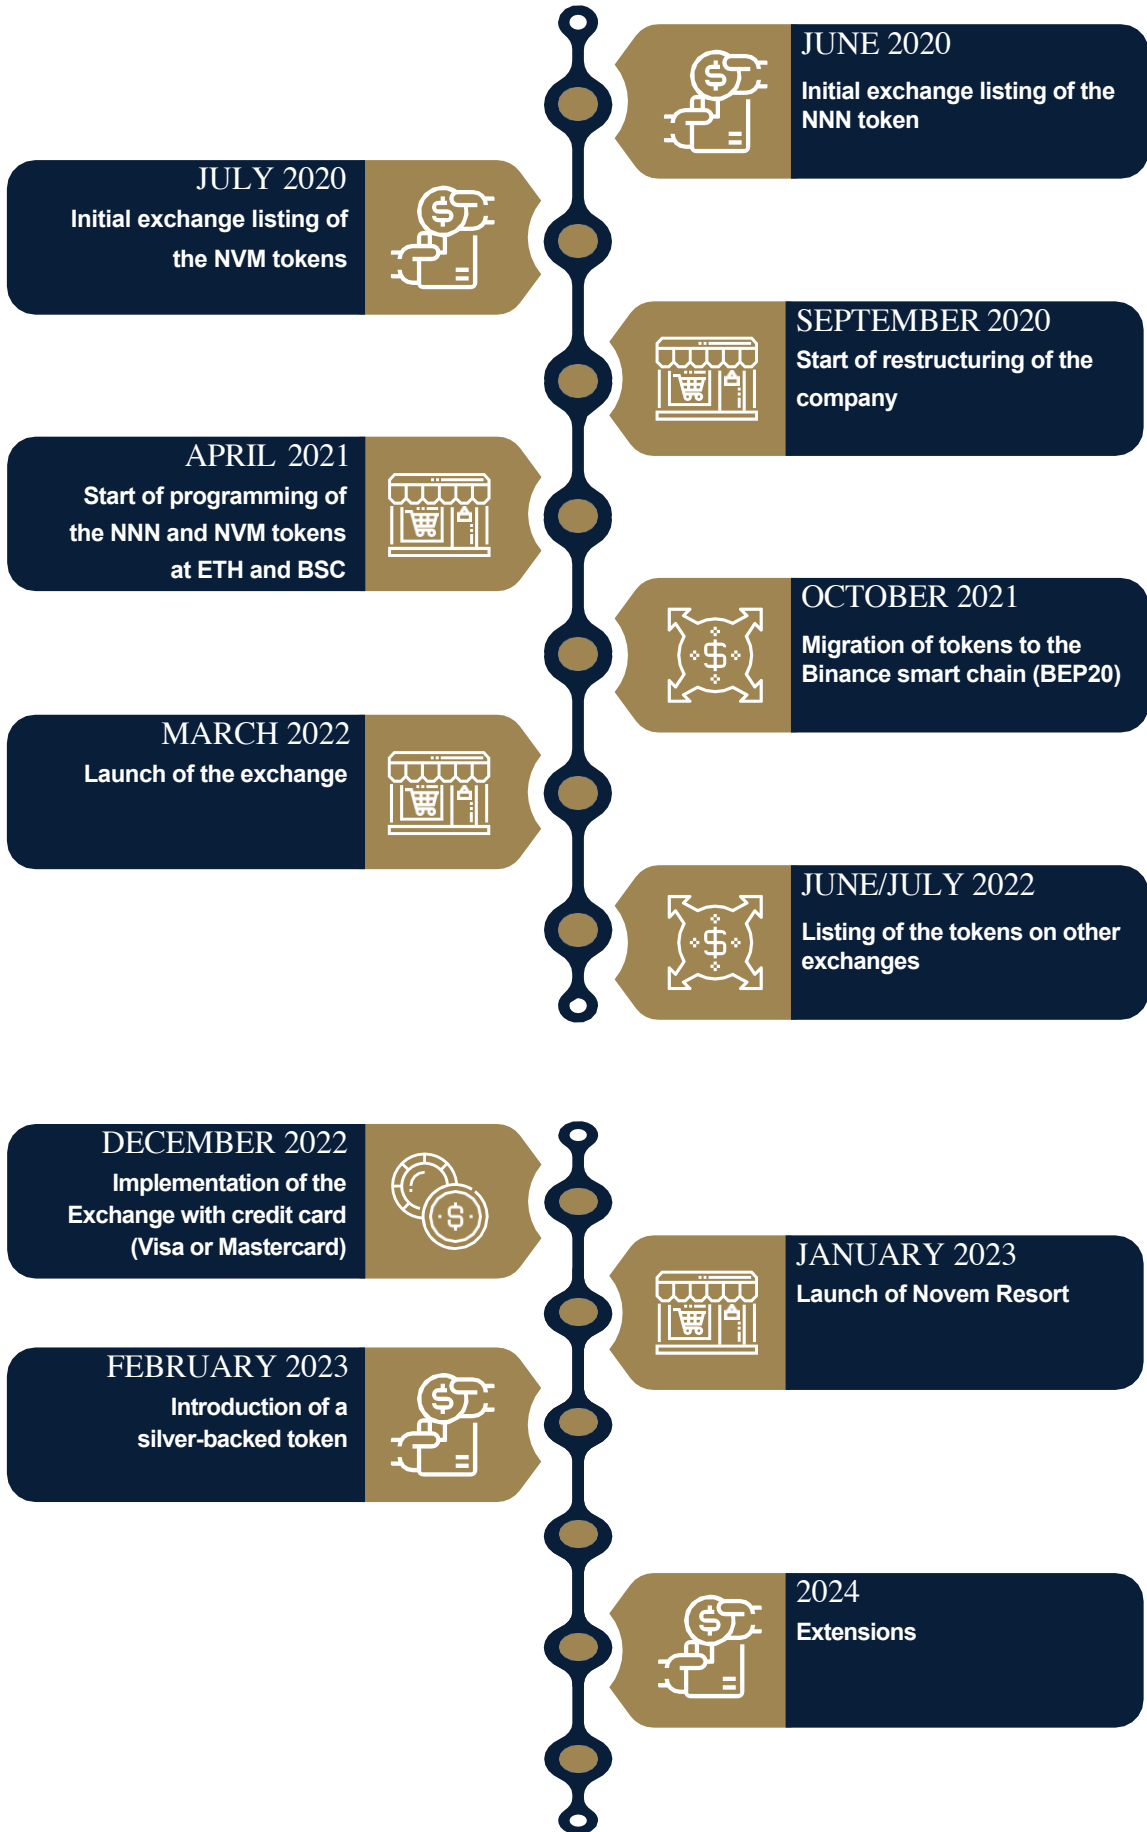 JUNE 2020
Initial exchange listing of the
NNN token
JULY 2020
Initial exchange listing of
the NVM tokens
SEPTEMBER 2020
Start of restructuring of the
company
APRIL 2021
Start of programming of
the NNN and NVM tokens
at ETH and BSC
OCTOBER 2021
Migration of tokens to the
Binance smart chain (BEP20)
MARCH 2022
Launch of the exchange
JUNE/JULY 2022
Listing of the tokens on other
exchanges
DECEMBER 2022
Implementation of the
Exchange with credit card
(Visa or Mastercard)
JANUARY 2023
Launch of Novem Resort
FEBRUARY 2023
Introduction of a
silver-backed token
2024
Extensions